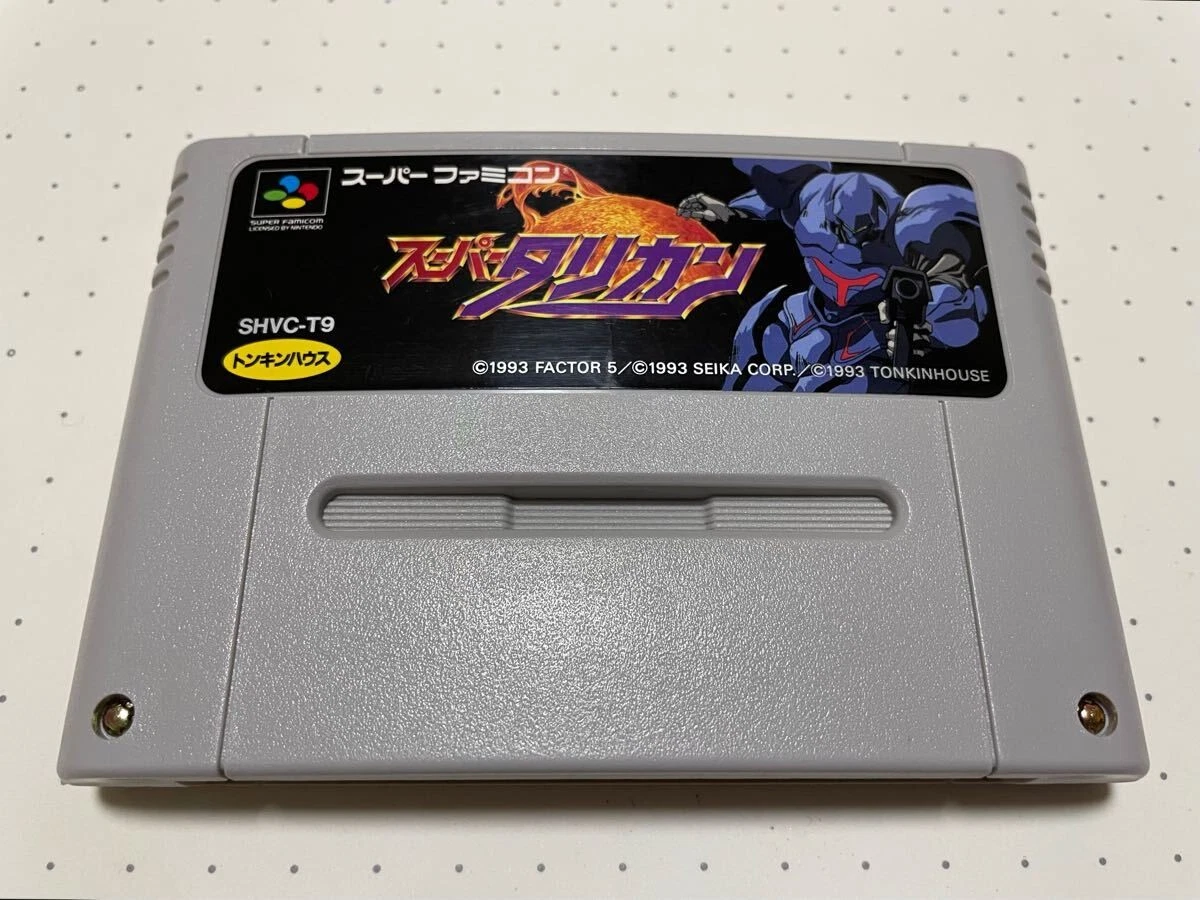 スーパーファミコン
SUPER FAMICOM
LICENSED BY NINTENDO
スーパータリカン
SHVC-T9
トンキンハウス
©1993 FACTOR 5/©1993 SEIKA CORP./©1993 TONKINHOUSE